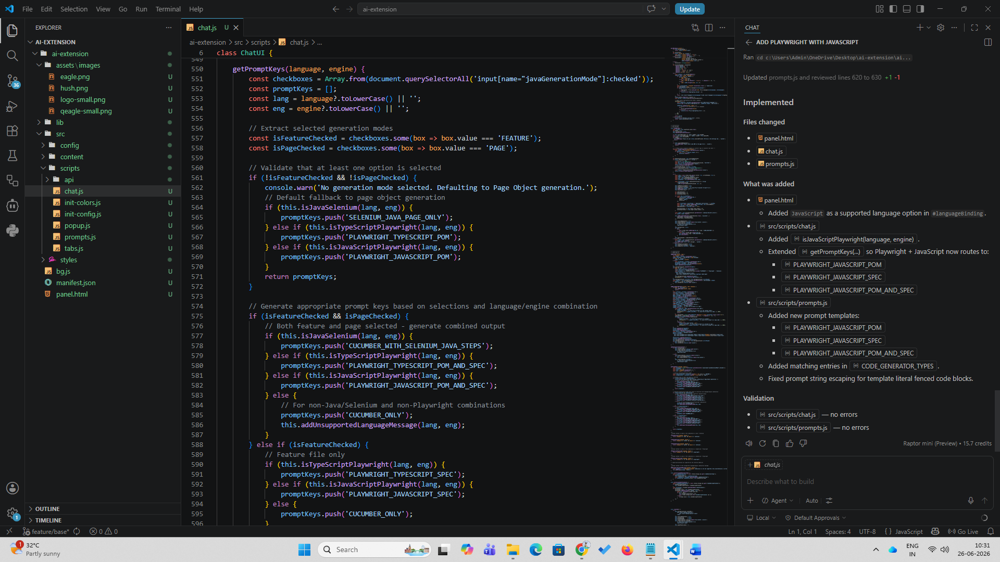 File Edit Selection View Go Run Terminal Help
ai-extension
Update
EXPLORER
AI-EXTENSION
ai-extension
assets\images
eagle.png U
hush.png U
logo-small.png U
qeagle-small.png U
lib
src
config
content
scripts
api
chat.js U
init-colors.js U
init-config.js U
popup.js U
prompts.js U
tabs.js U
styles
bg.js U
manifest.json U
panel.html U
OUTLINE
TIMELINE
36
1
chat.js U
ai-extension > src > scripts > chat.js > ...
6 class ChatUI {
549
550 getPromptKeys(language, engine) {
551 const checkboxes = Array.from(document.querySelectorAll('input[name="javaGenerationMode"]:checked'));
552 const promptKeys = [];
553 const lang = language?.toLowerCase() || '';
554 const eng = engine?.toLowerCase() || '';
555
556 // Extract selected generation modes
557 const isFeatureChecked = checkboxes.some(box => box.value === 'FEATURE');
558 const isPageChecked = checkboxes.some(box => box.value === 'PAGE');
559
560 // Validate that at least one option is selected
561 if (!isFeatureChecked && !isPageChecked) {
562 console.warn('No generation mode selected. Defaulting to Page Object generation.');
563 // Default fallback to page object generation
564 if (this.isJavaSelenium(lang, eng)) {
565 promptKeys.push('SELENIUM_JAVA_PAGE_ONLY');
566 } else if (this.isTypeScriptPlaywright(lang, eng)) {
567 promptKeys.push('PLAYWRIGHT_TYPESCRIPT_POM');
568 } else if (this.isJavaScriptPlaywright(lang, eng)) {
569 promptKeys.push('PLAYWRIGHT_JAVASCRIPT_POM');
570 }
571 return promptKeys;
572 }
573
574 // Generate appropriate prompt keys based on selections and language/engine combination
575 if (isFeatureChecked && isPageChecked) {
576 // Both feature and page selected - generate combined output
577 if (this.isJavaSelenium(lang, eng)) {
578 promptKeys.push('CUCUMBER_WITH_SELENIUM_JAVA_STEPS');
579 } else if (this.isTypeScriptPlaywright(lang, eng)) {
580 promptKeys.push('PLAYWRIGHT_TYPESCRIPT_POM_AND_SPEC');
581 } else if (this.isJavaScriptPlaywright(lang, eng)) {
582 promptKeys.push('PLAYWRIGHT_JAVASCRIPT_POM_AND_SPEC');
583 } else {
584 // For non-Java/Selenium and non-Playwright combinations
585 promptKeys.push('CUCUMBER_ONLY');
586 this.addUnsupportedLanguageMessage(lang, eng);
587 }
588 } else if (isFeatureChecked) {
589 // Feature file only
590 if (this.isTypeScriptPlaywright(lang, eng)) {
591 promptKeys.push('PLAYWRIGHT_TYPESCRIPT_SPEC');
592 } else if (this.isJavaScriptPlaywright(lang, eng)) {
593 promptKeys.push('PLAYWRIGHT_JAVASCRIPT_SPEC');
594 } else {
595 promptKeys.push('CUCUMBER_ONLY');
596 }
CHAT
ADD PLAYWRIGHT WITH JAVASCRIPT
Ran cd c:\Users\Admin\OneDrive\Desktop\ai-extension\ai...
Updated prompts.js and reviewed lines 620 to 630 +1 -1
Implemented
Files changed
panel.html
chat.js
prompts.js
What was added
panel.html
Added JavaScript as a supported language option in #languageBinding.
src/scripts/chat.js
Added isJavaScriptPlaywright(language, engine).
Extended getPromptKeys(...) so Playwright + JavaScript now routes to:
PLAYWRIGHT_JAVASCRIPT_POM
PLAYWRIGHT_JAVASCRIPT_SPEC
PLAYWRIGHT_JAVASCRIPT_POM_AND_SPEC
src/scripts/prompts.js
Added new prompt templates:
PLAYWRIGHT_JAVASCRIPT_POM
PLAYWRIGHT_JAVASCRIPT_SPEC
PLAYWRIGHT_JAVASCRIPT_POM_AND_SPEC
Added matching entries in CODE_GENERATOR_TYPES.
Fixed prompt string escaping for template literal fenced code blocks.
Validation
src/scripts/chat.js — no errors
src/scripts/prompts.js — no errors
Raptor mini (Preview) • 15.7 credits
chat.js
Describe what to build
Agent Auto
Local Default Approvals
feature/base* 0 0
Ln 1, Col 1 Spaces: 4 UTF-8 { } JavaScript Go Live
1
32°C
Partly sunny
Search
ENG
IN
10:31
26-06-2026